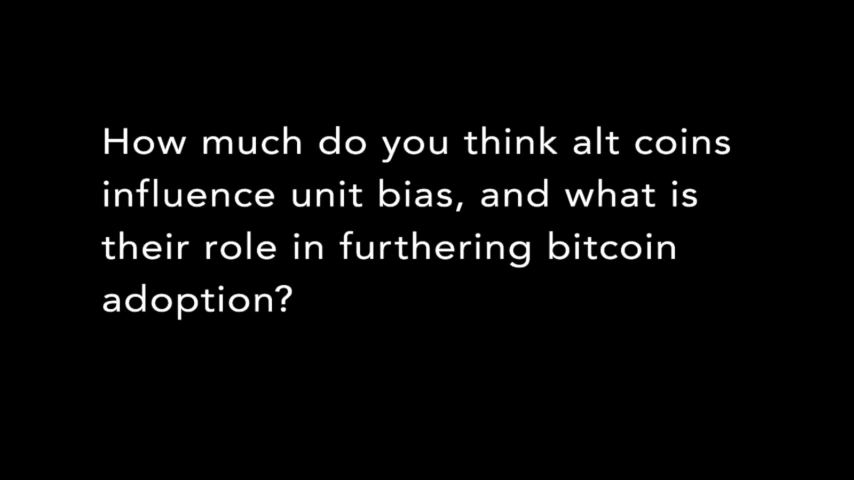 How much do you think alt coins
influence unit bias, and what is
their role in furthering bitcoin
adoption?